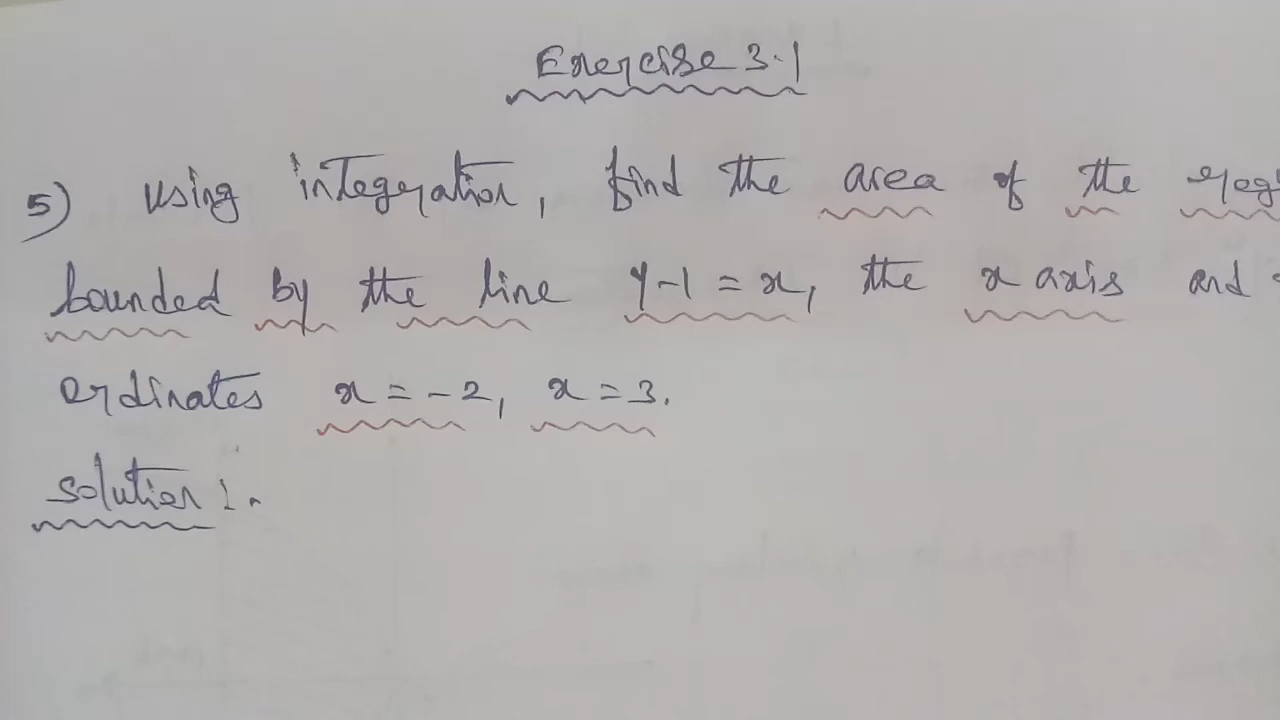 Exercise 3.1
5) using integration, find the area of the
bounded by the line y-1 = x, the x axis and
ordinates x = -2, x = 3.
solution :-